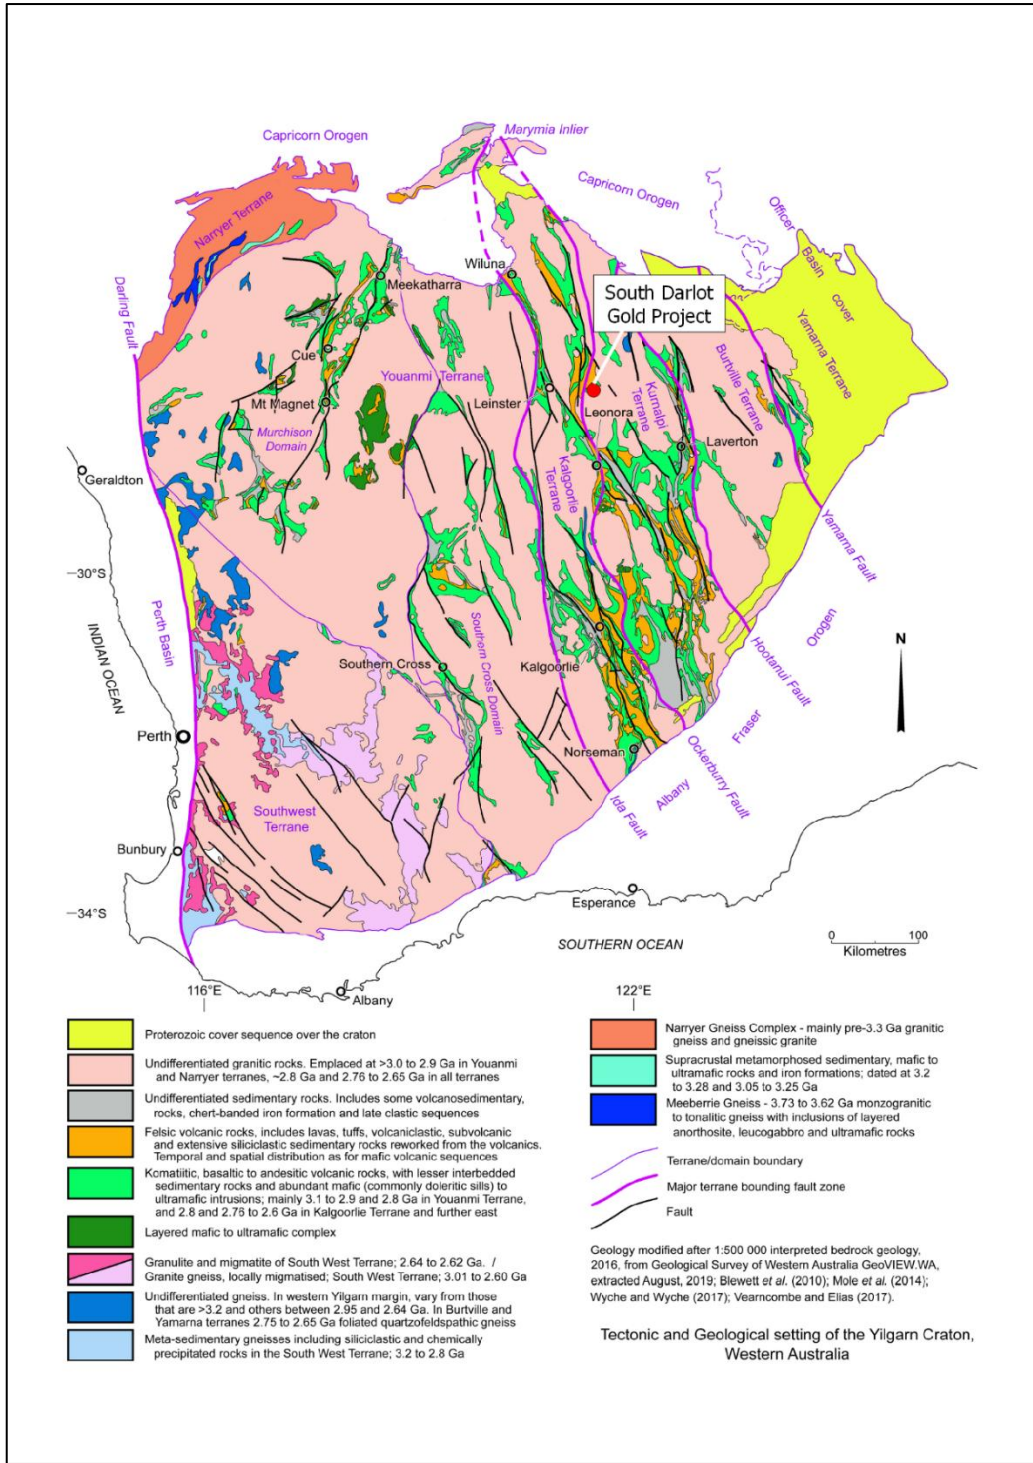 Capricorn Orogen
Marymia Inlier
Capricorn Orogen
Officer
Basin
cover
Narryer Terrane
Yamarna Terrane
Wiluna
South Darlot
Gold Project
Meekatharra
Darling Fault
Cue
Youanmi Terrane
Burtville Terrane
Mt Magnet
Leinster
Leonora
Kurnalpi
Terrane
Murchison
Domain
Laverton
Geraldton
Kalgoorlie
Terrane
Yamarna Fault
30°S
Perth Basin
INDIAN OCEAN
Orogen
Hootanui Fault
N
Southern Cross
Southern Cross Domain
Kalgoorlie
Perth
Fraser
Norseman
Ockerburry Fault
Albany
Ida Fault
Southwest
Terrane
Bunbury
Esperance
34°S
SOUTHERN OCEAN
0 100
Kilometres
116°E
Albany
122°E
Proterozoic cover sequence over the craton
Undifferentiated granitic rocks. Emplaced at >3.0 to 2.9 Ga in Youanmi
and Narryer terranes, ~2.8 Ga and 2.76 to 2.65 Ga in all terranes
Undifferentiated sedimentary rocks. Includes some volcanosedimentary,
rocks, chert-banded iron formation and late clastic sequences
Felsic volcanic rocks, includes lavas, tuffs, volcaniclastic, subvolcanic
and extensive siliciclastic sedimentary rocks reworked from the volcanics.
Temporal and spatial distribution as for mafic volcanic sequences
Komatiitic, basaltic to andesitic volcanic rocks, with lesser interbedded
sedimentary rocks and abundant mafic (commonly doleritic sills) to
ultramafic intrusions; mainly 3.1 to 2.9 and 2.8 Ga in Youanmi Terrane,
and 2.8 and 2.76 to 2.6 Ga in Kalgoorlie Terrane and further east
Layered mafic to ultramafic complex
Granulite and migmatite of South West Terrane; 2.64 to 2.62 Ga. /
Granite gneiss, locally migmatised; South West Terrane; 3.01 to 2.60 Ga
Undifferentiated gneiss. In western Yilgarn margin, vary from those
that are >3.2 and others between 2.95 and 2.64 Ga. In Burtville and
Yamarna terranes 2.75 to 2.65 Ga foliated quartzofeldspathic gneiss
Meta-sedimentary gneisses including siliciclastic and chemically
precipitated rocks in the South West Terrane; 3.2 to 2.8 Ga
Narryer Gneiss Complex - mainly pre-3.3 Ga granitic
gneiss and gneissic granite
Supracrustal metamorphosed sedimentary, mafic to
ultramafic rocks and iron formations; dated at 3.2
to 3.28 and 3.05 to 3.25 Ga
Meeberrie Gneiss - 3.73 to 3.62 Ga monzogranitic
to tonalitic gneiss with inclusions of layered
anorthosite, leucogabbro and ultramafic rocks
Terrane/domain boundary
Major terrane bounding fault zone
Fault
Geology modified after 1:500 000 interpreted bedrock geology,
2016, from Geological Survey of Western Australia GeoVIEW.WA,
extracted August, 2019; Blewett et al. (2010); Mole et al. (2014);
Wyche and Wyche (2017); Vearncombe and Elias (2017).
Tectonic and Geological setting of the Yilgarn Craton,
Western Australia